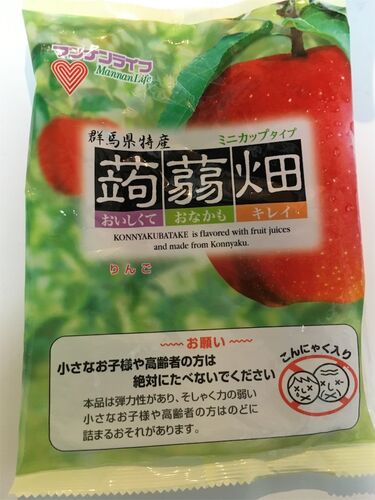 マンナンライフ
MannanLife
群馬県特産
ミニカップタイプ
蒟蒻畑
おいしくて おなかも キレイ
KONNYAKUBATAKE is flavored with fruit juices
and made from Konnyaku.
りんご
お願い
小さなお子様や高齢者の方は
絶対にたべないでください
本品は弾力性があり、そしゃく力の弱い
小さなお子様や高齢者の方はのどに
詰まるおそれがあります。
こんにゃく入り